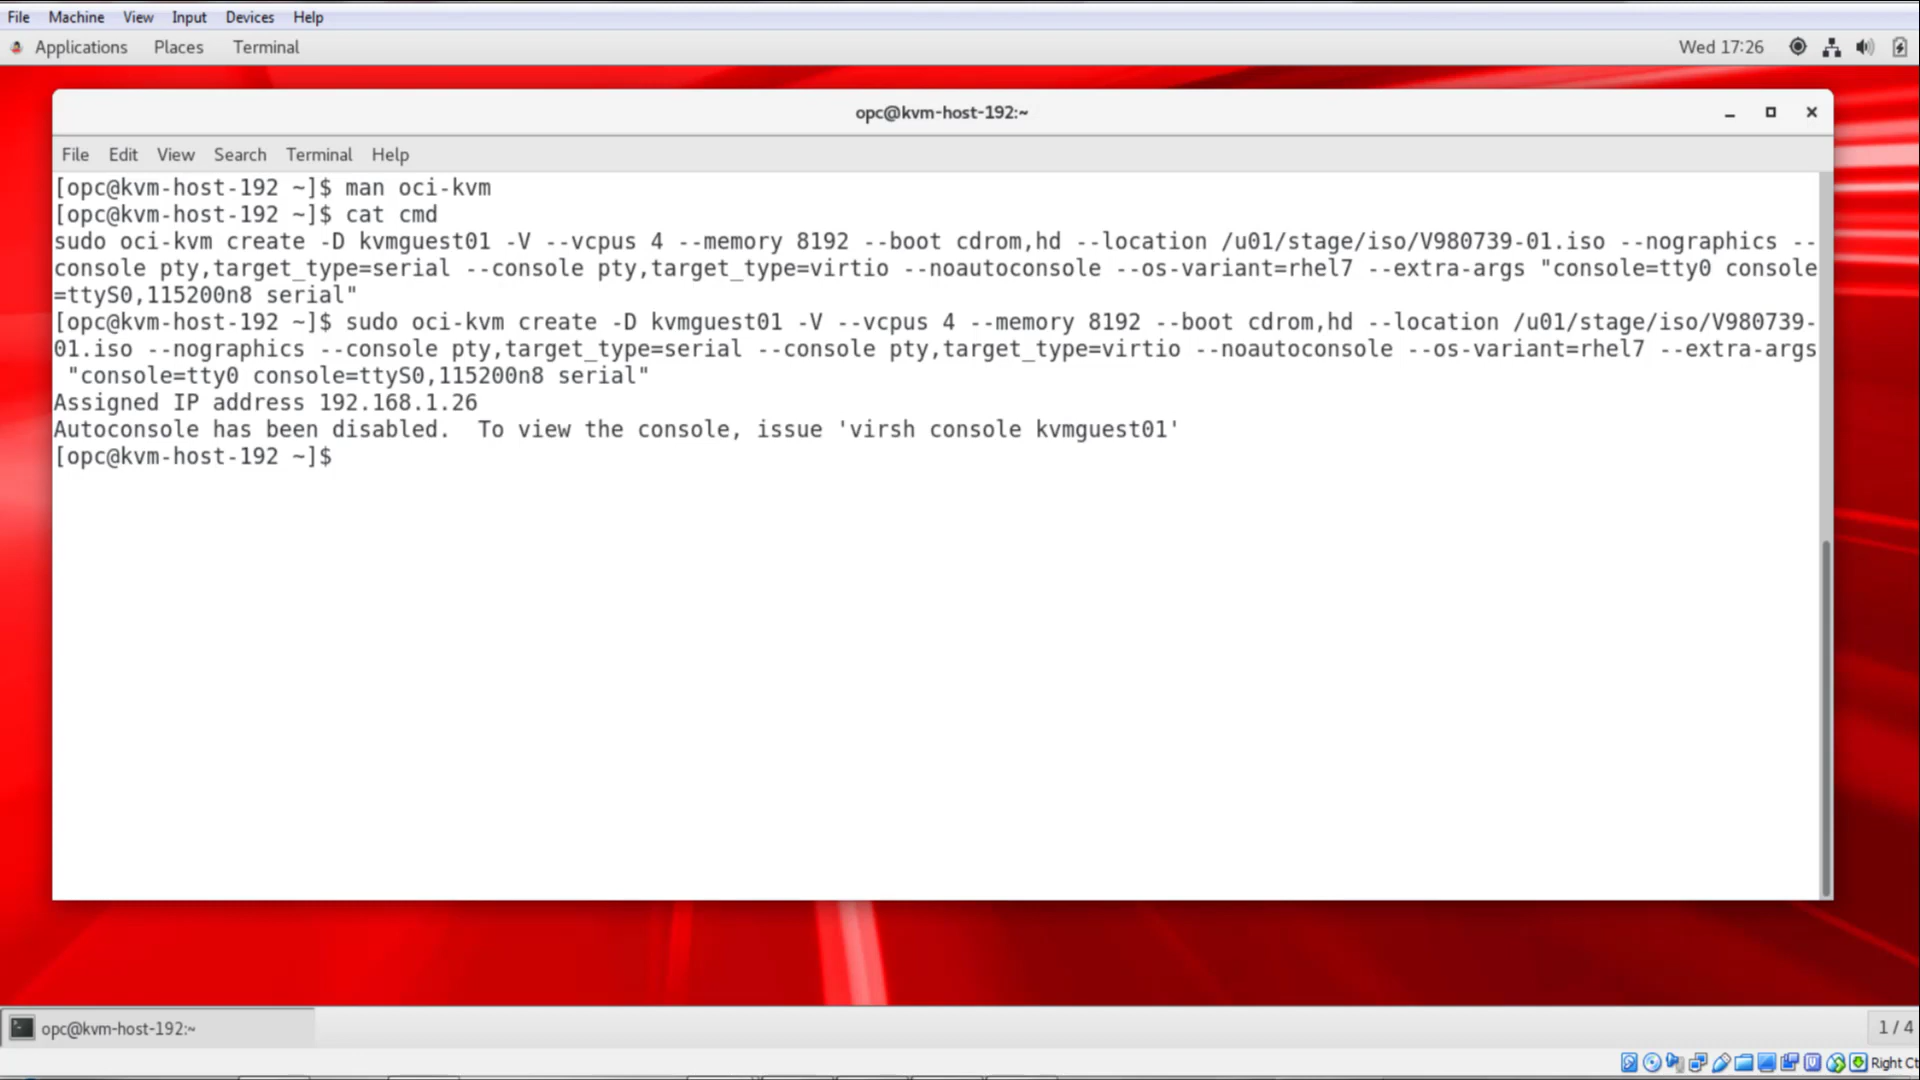 File Machine View Input Devices Help
Applications Places Terminal Wed 17:26
opc@kvm-host-192:~
File Edit View Search Terminal Help
[opc@kvm-host-192 ~]$ man oci-kvm
[opc@kvm-host-192 ~]$ cat cmd
sudo oci-kvm create -D kvmguest01 -V --vcpus 4 --memory 8192 --boot cdrom,hd --location /u01/stage/iso/V980739-01.iso --nographics --
console pty,target_type=serial --console pty,target_type=virtio --noautoconsole --os-variant=rhel7 --extra-args "console=tty0 console
=ttyS0,115200n8 serial"
[opc@kvm-host-192 ~]$ sudo oci-kvm create -D kvmguest01 -V --vcpus 4 --memory 8192 --boot cdrom,hd --location /u01/stage/iso/V980739-
01.iso --nographics --console pty,target_type=serial --console pty,target_type=virtio --noautoconsole --os-variant=rhel7 --extra-args
"console=tty0 console=ttyS0,115200n8 serial"
Assigned IP address 192.168.1.26
Autoconsole has been disabled.  To view the console, issue 'virsh console kvmguest01'
[opc@kvm-host-192 ~]$
opc@kvm-host-192:~ 1 / 4
Right Ct